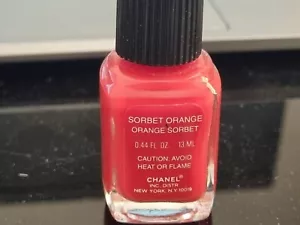 SORBET ORANGE
ORANGE SORBET
0.44 FL. OZ. 13 ML
CAUTION, AVOID
HEAT OR FLAME
CHANEL
INC. DISTR
NEW YORK, N.Y. 10019